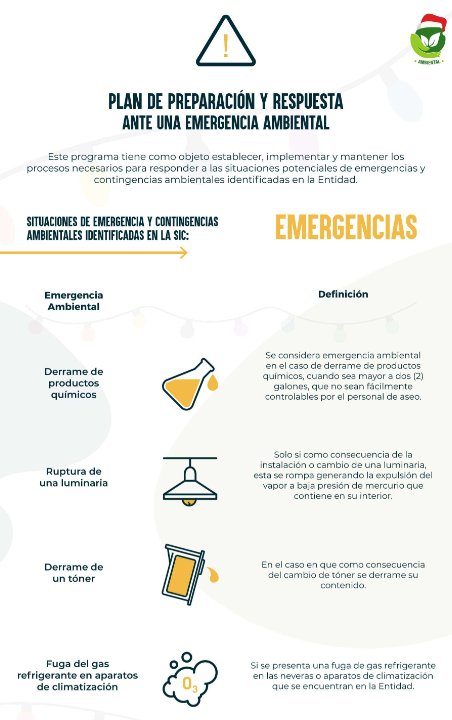 AMBIENTAL
PLAN DE PREPARACIÓN Y RESPUESTA
ANTE UNA EMERGENCIA AMBIENTAL
Este programa tiene como objeto establecer, implementar y mantener los
procesos necesarios para responder a las situaciones potenciales de emergencias y
contingencias ambientales identificadas en la Entidad.
SITUACIONES DE EMERGENCIA Y CONTINGENCIAS
AMBIENTALES IDENTIFICADAS EN LA SIC:
EMERGENCIAS
Emergencia
Ambiental
Definición
Derrame de
productos
químicos
Se considera emergencia ambiental
en el caso de derrame de productos
químicos, cuando sea mayor a dos (2)
galones, que no sean fácilmente
controlables por el personal de aseo.
Ruptura de
una luminaria
Solo si como consecuencia de la
instalación o cambio de una luminaria,
esta se rompa generando la expulsión del
vapor a baja presión de mercurio que
contiene en su interior.
Derrame de
un tóner
En el caso en que como consecuencia
del cambio de tóner se derrame su
contenido.
Fuga del gas
refrigerante en aparatos
de climatización
O3
Si se presenta una fuga de gas refrigerante
en las neveras o aparatos de climatización
que se encuentran en la Entidad.